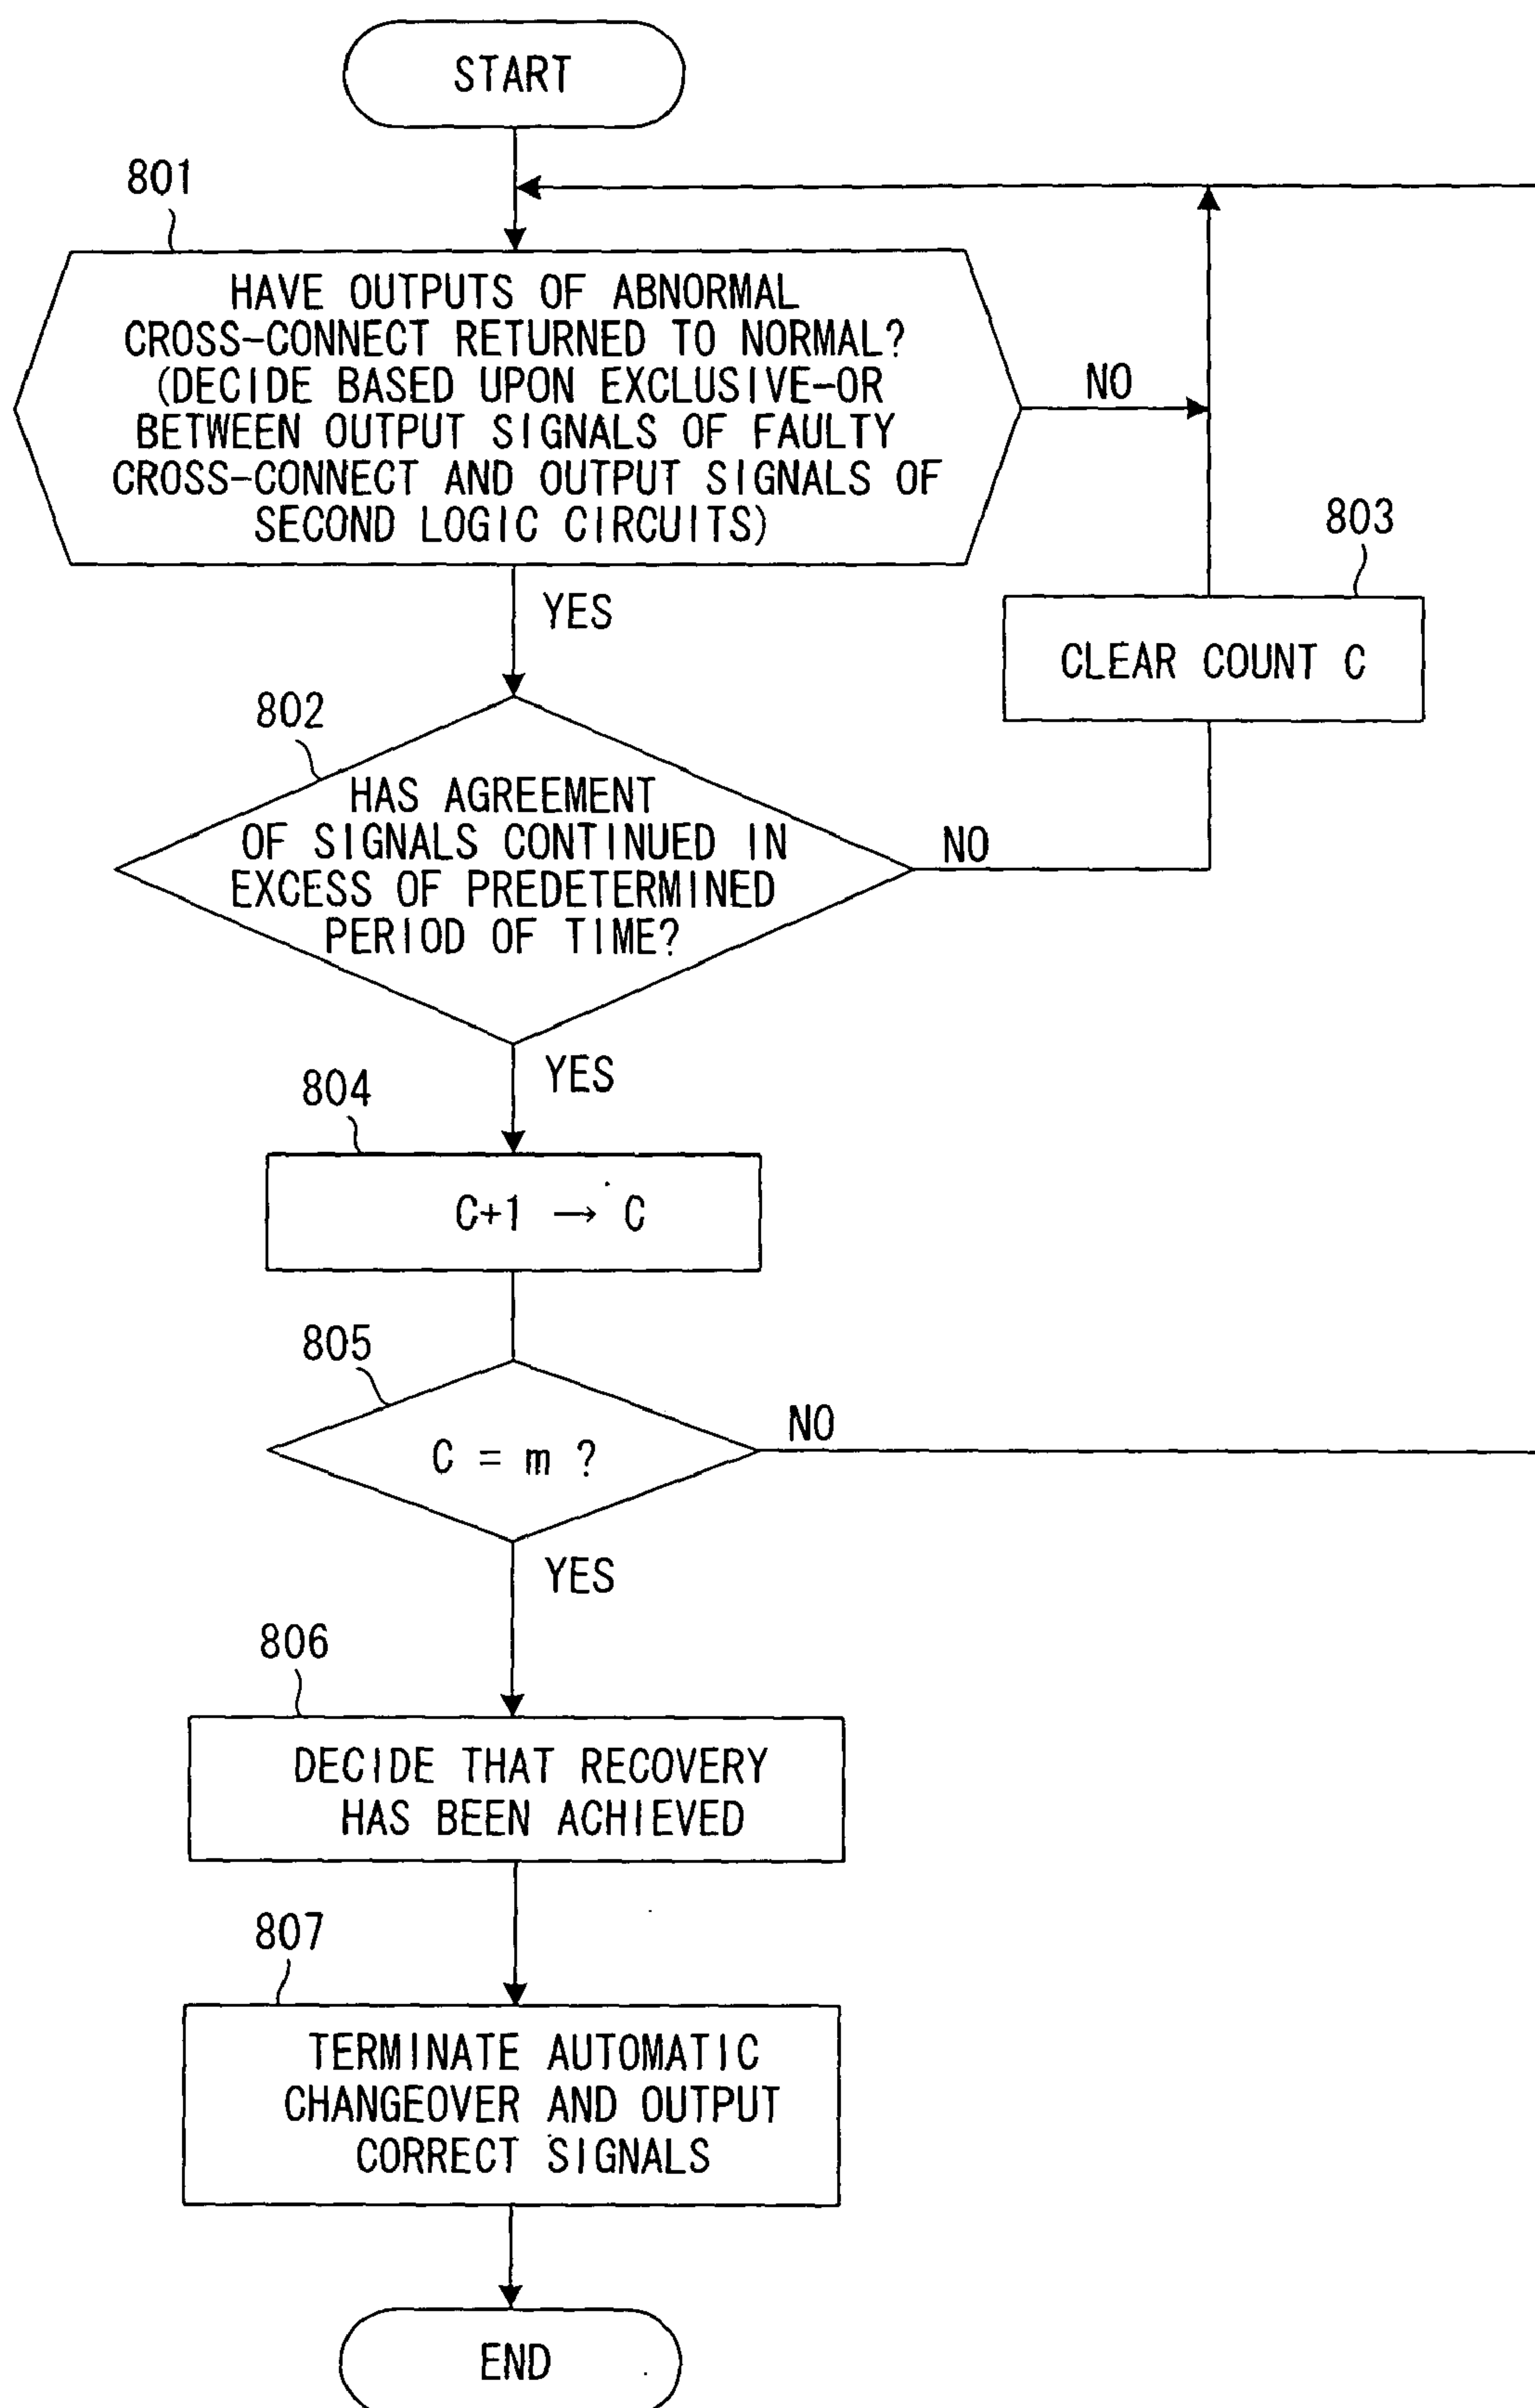 START
801
HAVE OUTPUTS OF ABNORMAL
CROSS-CONNECT RETURNED TO NORMAL?
(DECIDE BASED UPON EXCLUSIVE-OR
BETWEEN OUTPUT SIGNALS OF FAULTY
CROSS-CONNECT AND OUTPUT SIGNALS OF
SECOND LOGIC CIRCUITS)
NO
YES
803
CLEAR COUNT C
802
HAS AGREEMENT
OF SIGNALS CONTINUED IN
EXCESS OF PREDETERMINED
PERIOD OF TIME?
NO
YES
804
C+1 → C
805
C = m ?
NO
YES
806
DECIDE THAT RECOVERY
HAS BEEN ACHIEVED
807
TERMINATE AUTOMATIC
CHANGEOVER AND OUTPUT
CORRECT SIGNALS
END